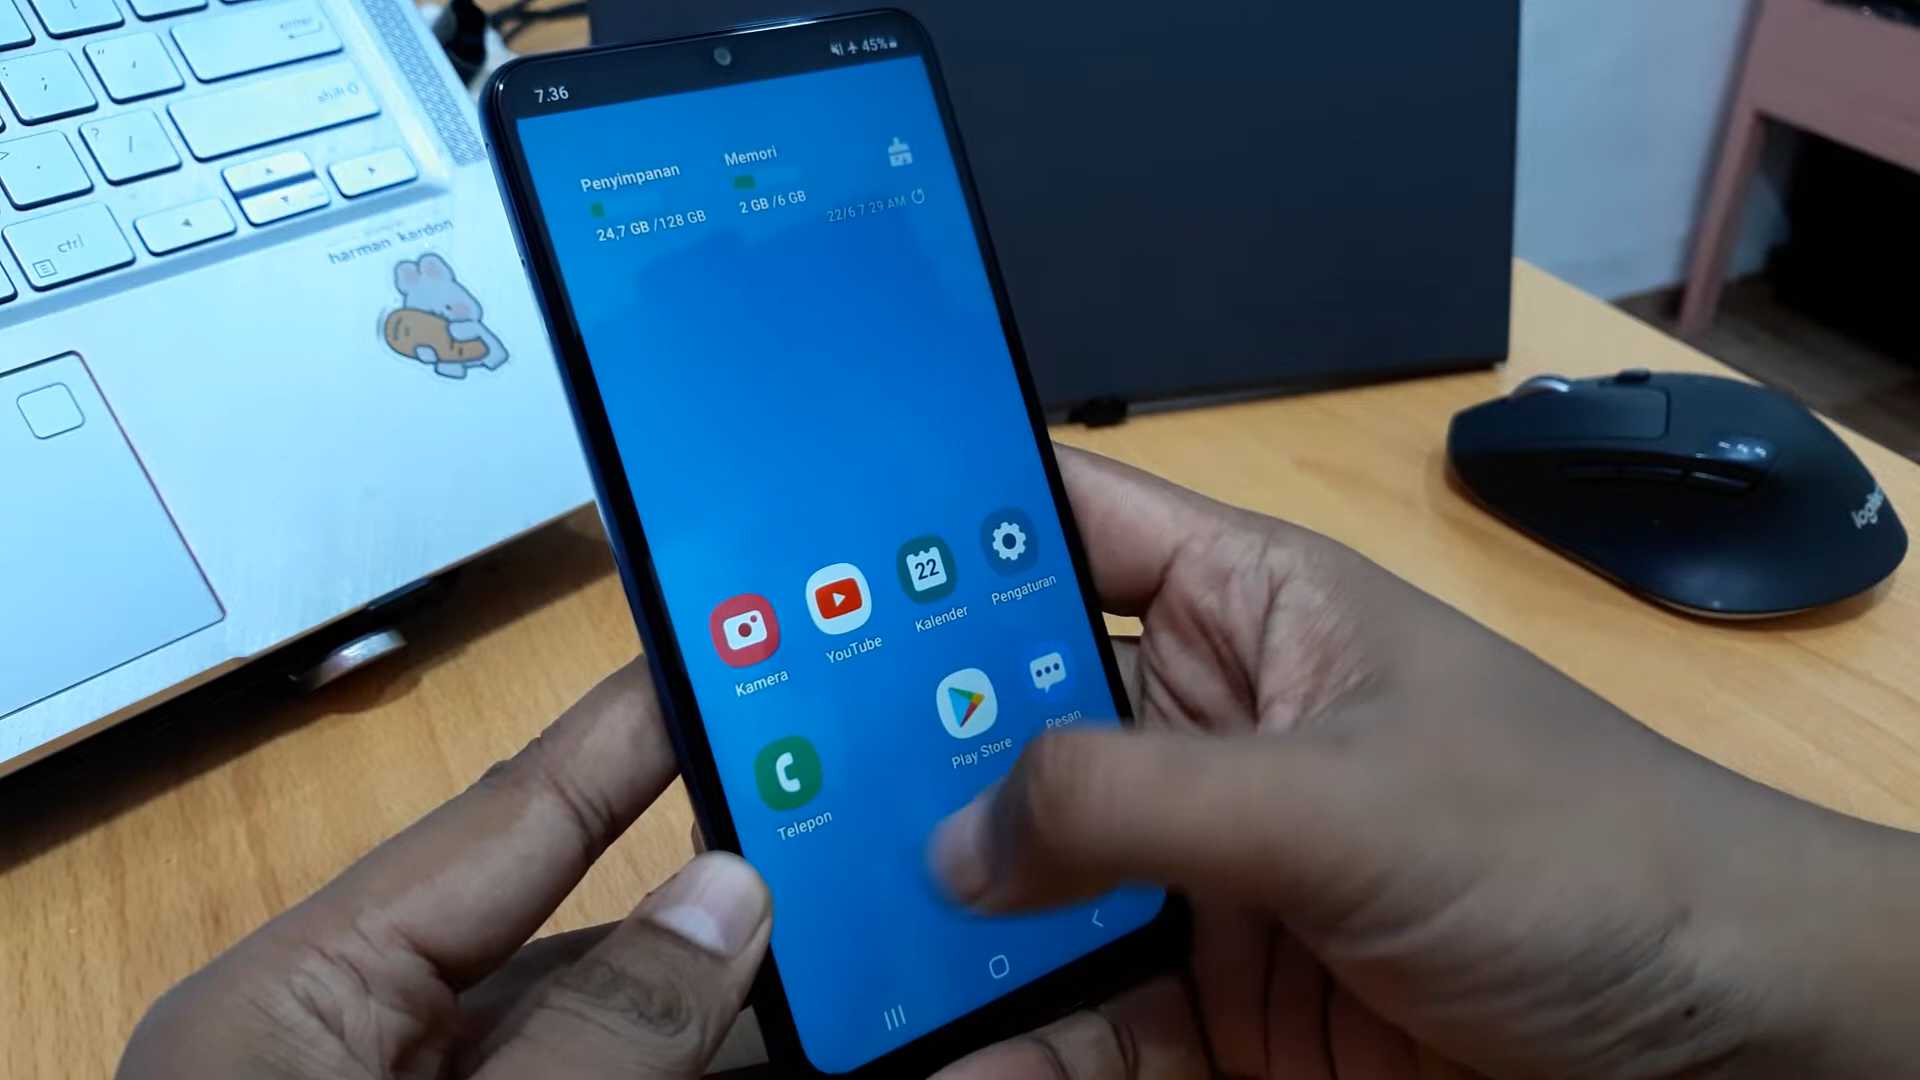 7.36
45%
Penyimpanan
Memori
24,7 GB /128 GB
2 GB /6 GB
22/6 7 29 AM
22
Kamera
YouTube
Kalender
Pengaturan
Telepon
Play Store
Pesan
enter
shift
ctrl
harman kardon